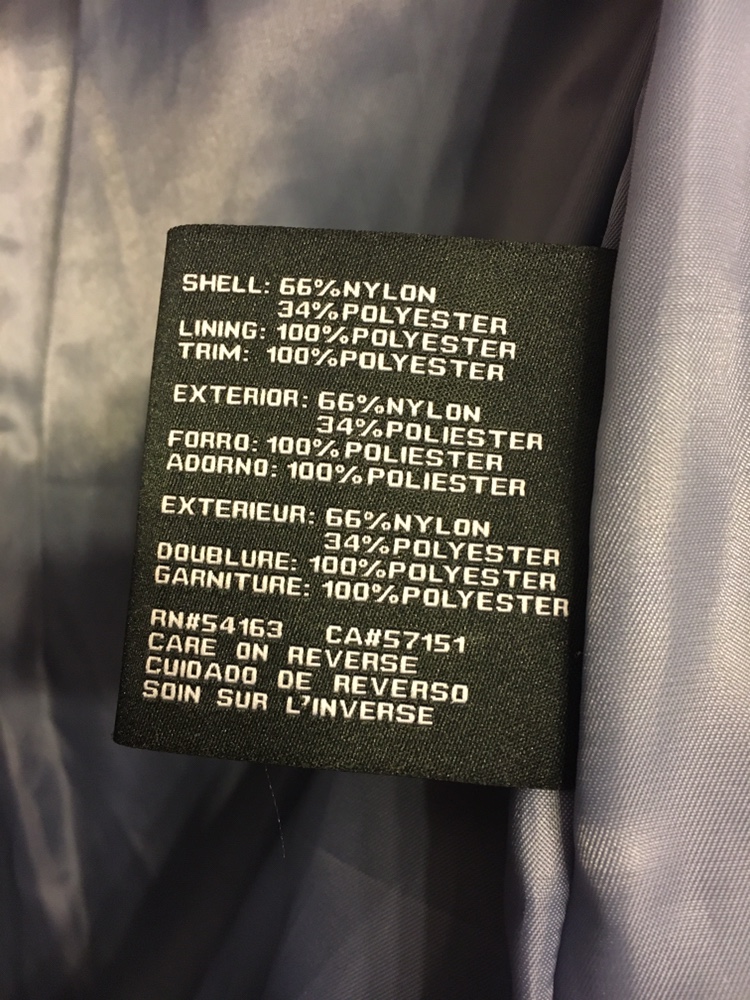 SHELL: 66%NYLON
34%POLYESTER
LINING: 100%POLYESTER
TRIM: 100%POLYESTER
EXTERIOR: 66%NYLON
34%POLIESTER
FORRO: 100%POLYESTER
ADORNO: 100%POLIESTER
EXTERIEUR: 66%NYLON
34%POLYESTER
DOUBLURE: 100%POLYESTER
GARNITURE: 100%POLYESTER
RN#54163 CA#57151
CARE ON REVERSE
CUIDADO DE REVERSO
SOIN SUR L'INVERSE